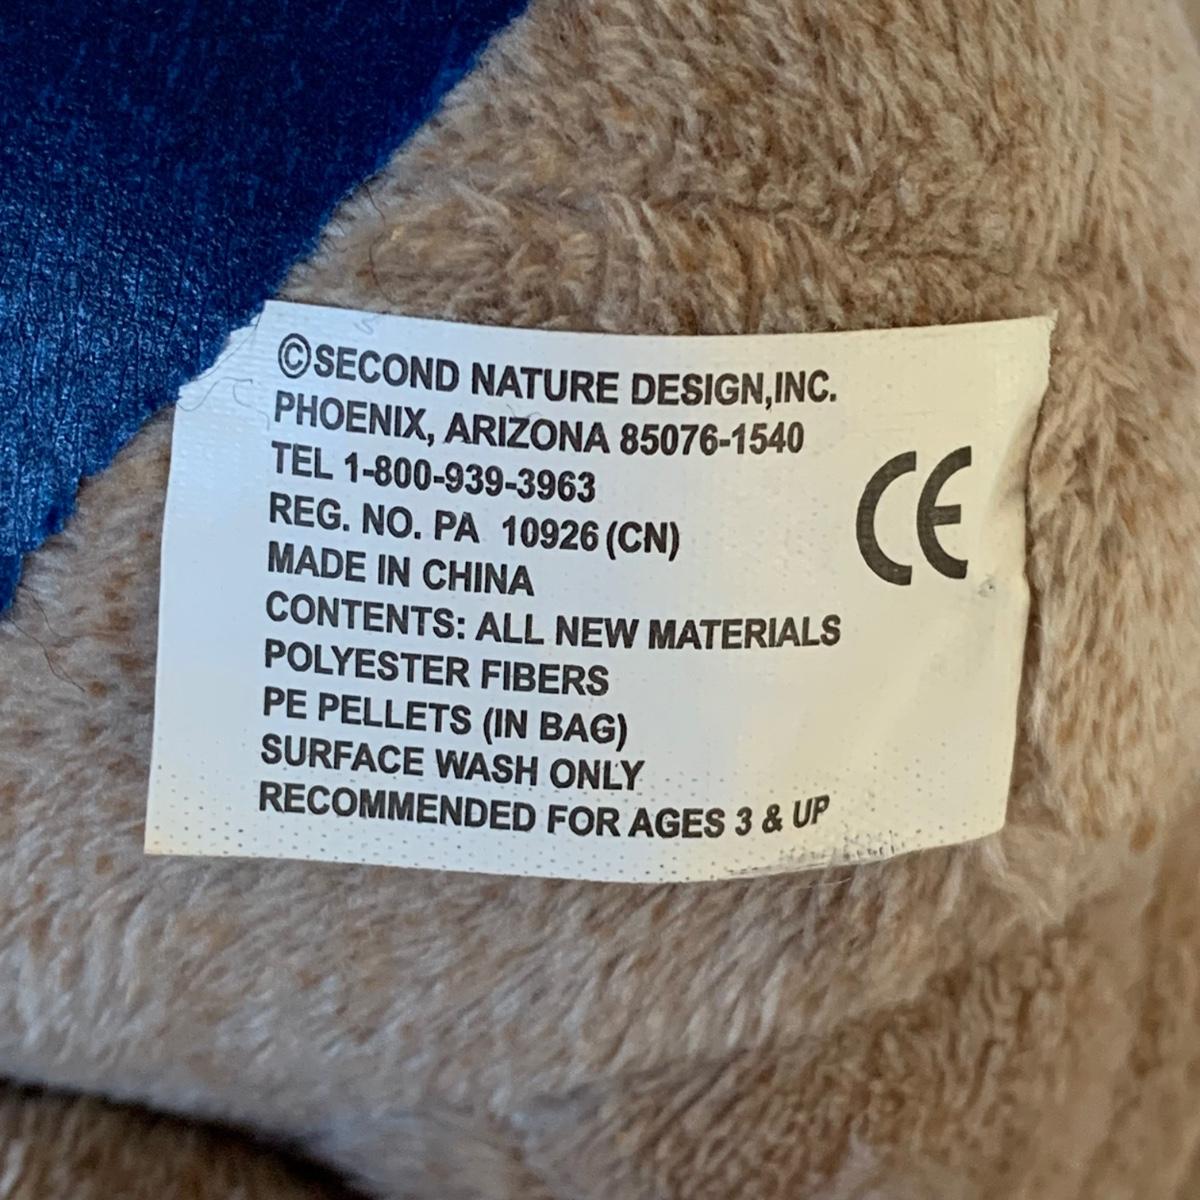 ©SECOND NATURE DESIGN,INC.
PHOENIX, ARIZONA 85076-1540
TEL 1-800-939-3963
REG. NO. PA 10926 (CN)
MADE IN CHINA
CONTENTS: ALL NEW MATERIALS
POLYESTER FIBERS
PE PELLETS (IN BAG)
SURFACE WASH ONLY
RECOMMENDED FOR AGES 3 & UP
CE